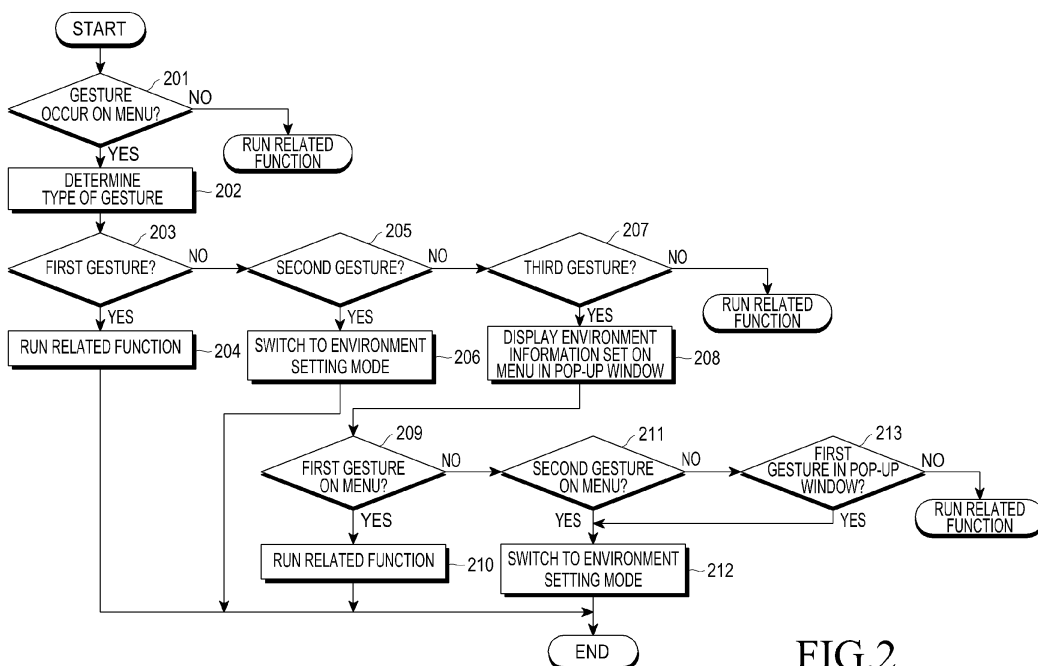 START
201
GESTURE
OCCUR ON MENU?
NO
RUN RELATED
FUNCTION
YES
DETERMINE
TYPE OF GESTURE
202
203
FIRST GESTURE?
NO
205
SECOND GESTURE?
NO
207
THIRD GESTURE?
NO
RUN RELATED
FUNCTION
YES
RUN RELATED FUNCTION
204
YES
SWITCH TO ENVIRONMENT
SETTING MODE
206
YES
DISPLAY ENVIRONMENT
INFORMATION SET ON
MENU IN POP-UP WINDOW
208
209
FIRST GESTURE
ON MENU?
NO
211
SECOND GESTURE
ON MENU?
NO
213
FIRST
GESTURE IN POP-UP
WINDOW?
NO
RUN RELATED
FUNCTION
YES
YES
YES
RUN RELATED FUNCTION
210
SWITCH TO ENVIRONMENT
SETTING MODE
212
END
FIG.2